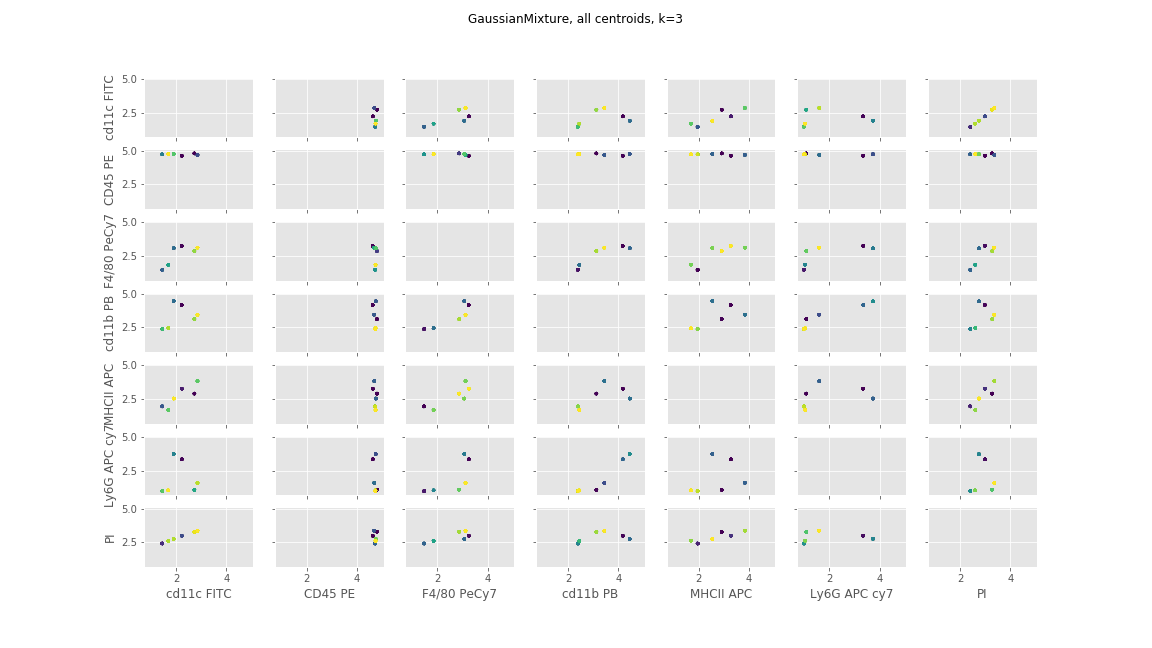 GaussianMixture, all centroids, k=3
cd11c FITC
5.0
2.5
CD45 PE
5.0
2.5
F4/80 PeCy7
5.0
2.5
cd11b PB
5.0
2.5
MHCII APC
5.0
2.5
Ly6G APC cy7
5.0
2.5
PI
5.0
2.5
2 4 2 4 2 4 2 4 2 4 2 4 2 4
cd11c FITC CD45 PE F4/80 PeCy7 cd11b PB MHCII APC Ly6G APC cy7 PI